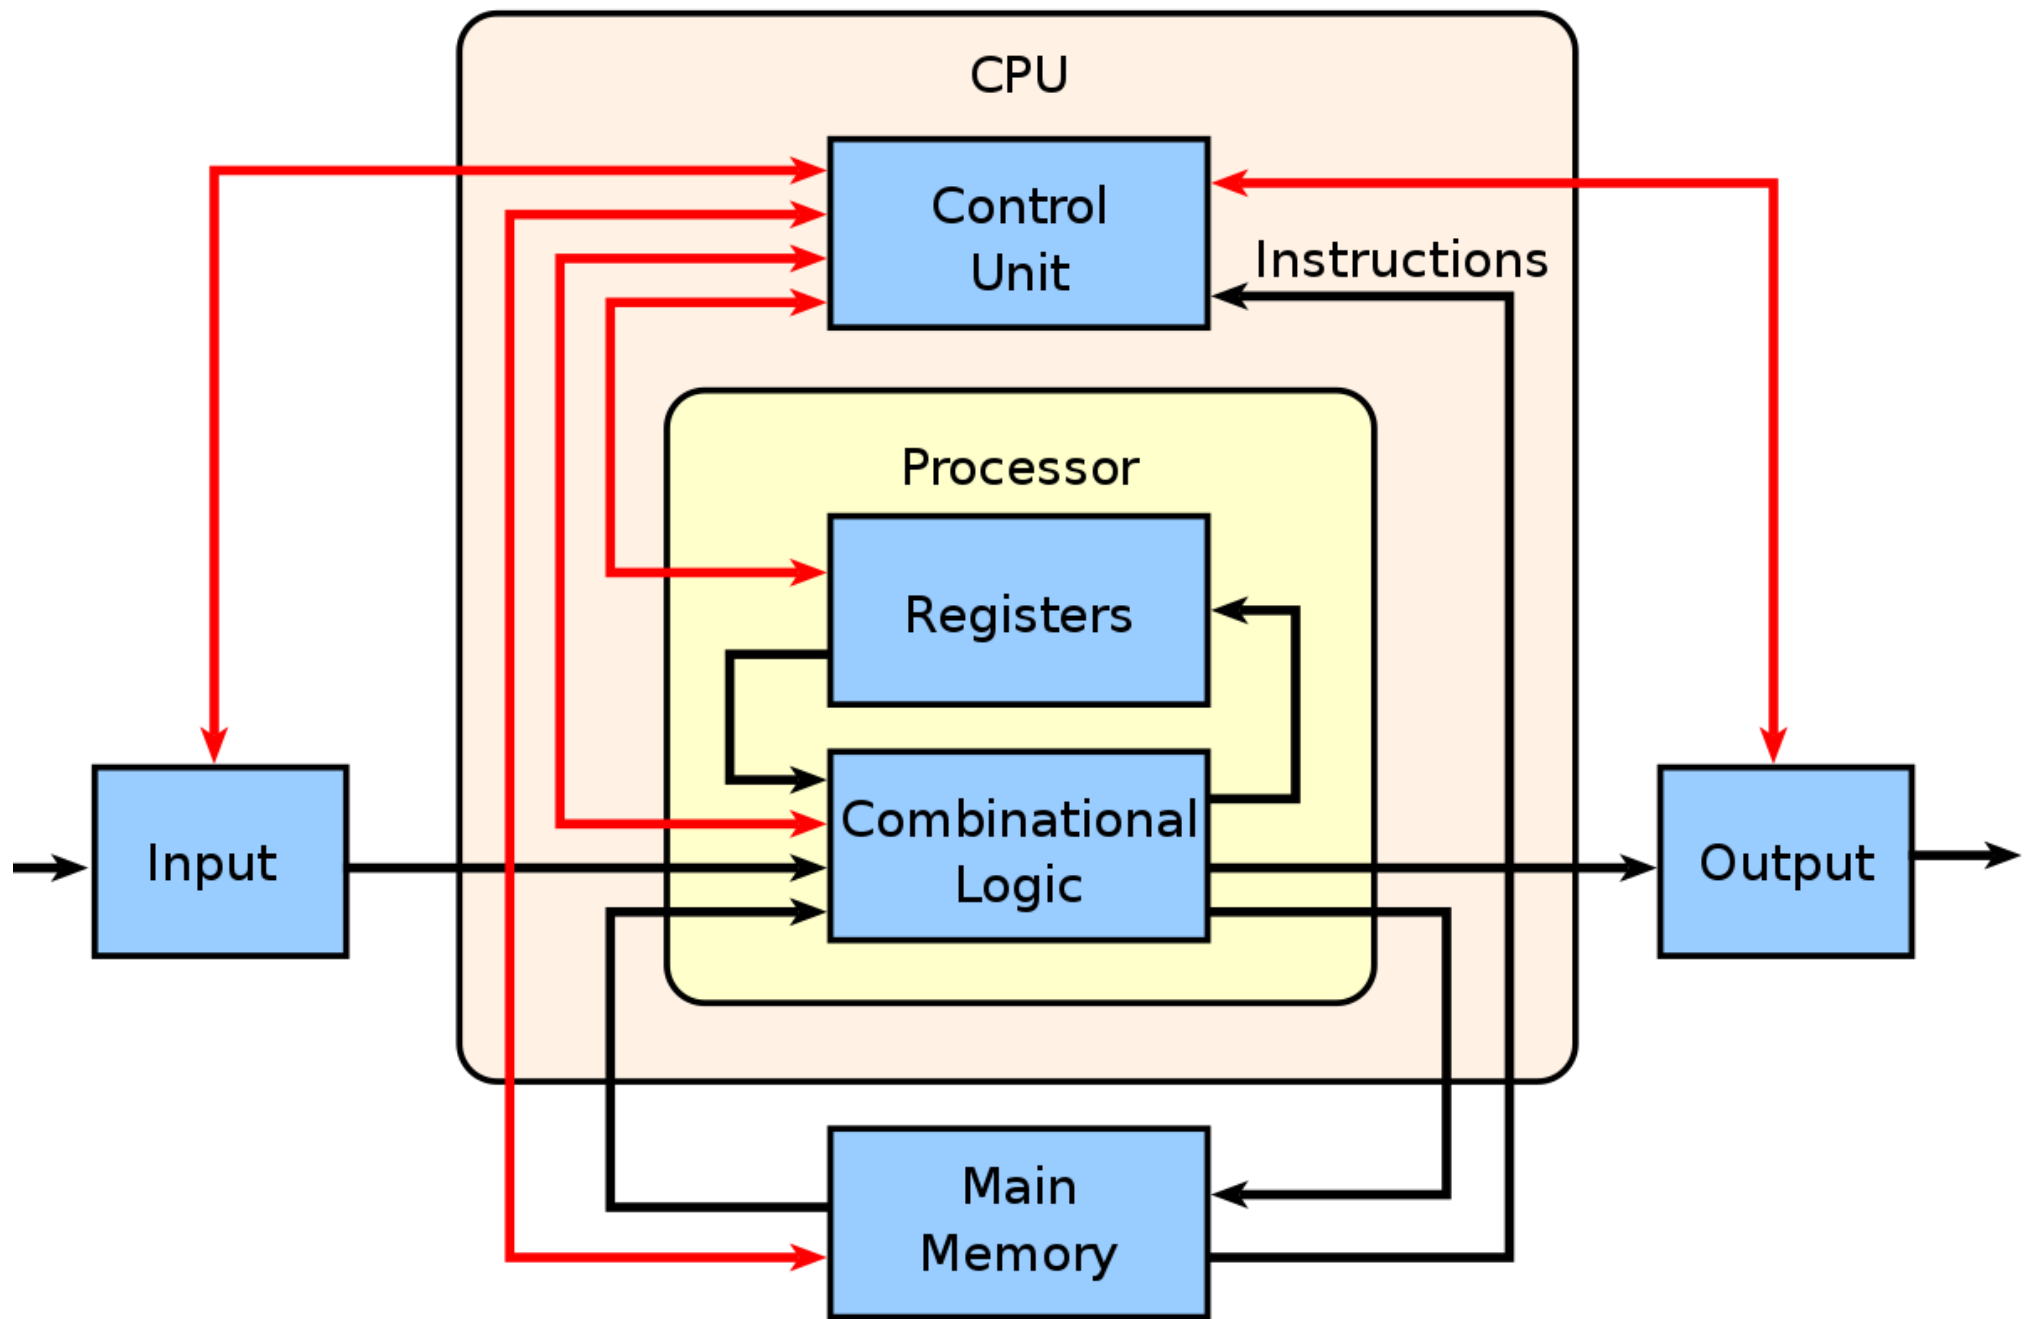 CPU
Control
Unit
Instructions
Processor
Registers
Combinational
Logic
Input
Output
Main
Memory